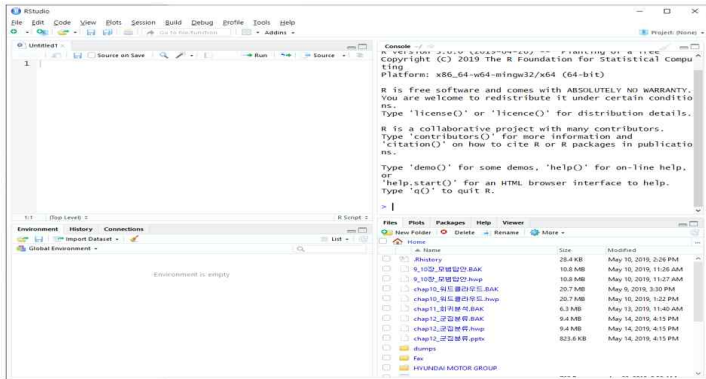 RStudio
File Edit Code View Plots Session Build Debug Profile Tools Help
Go to file/function Addins
Project: (None)
Untitled1
Source on Save Run Source
1
1:1 (Top Level) R Script
Console
Copyright (C) 2019 The R Foundation for Statistical Compu
ting
Platform: x86_64-w64-mingw32/x64 (64-bit)
R is free software and comes with ABSOLUTELY NO WARRANTY.
You are welcome to redistribute it under certain conditio
ns.
Type 'license()' or 'licence()' for distribution details.
R is a collaborative project with many contributors.
Type 'contributors()' for more information and
'citation()' on how to cite R or R packages in publicatio
ns.
Type 'demo()' for some demos, 'help()' for on-line help,
or
'help.start()' for an HTML browser interface to help.
Type 'q()' to quit R.
>
Environment History Connections
Import Dataset List
Global Environment
Environment is empty
Files Plots Packages Help Viewer
New Folder Delete Rename More
Home
Name Size Modified
.Rhistory 28.4 KB May 10, 2019, 2:26 PM
9_10장_모범답안.BAK 10.8 MB May 10, 2019, 11:26 AM
9_10장_모범답안.hwp 10.8 MB May 10, 2019, 11:27 AM
chap10_워드클라우드.BAK 20.7 MB May 9, 2019, 3:30 PM
chap10_워드클라우드.hwp 20.7 MB May 10, 2019, 1:22 PM
chap11_회귀분석.BAK 6.3 MB May 13, 2019, 11:40 AM
chap12_군집분류.BAK 9.4 MB May 14, 2019, 4:15 PM
chap12_군집분류.hwp 9.4 MB May 14, 2019, 4:15 PM
chap12_군집분류.pptx 823.6 KB May 14, 2019, 4:15 PM
dumps
Fax
HYUNDAI MOTOR GROUP